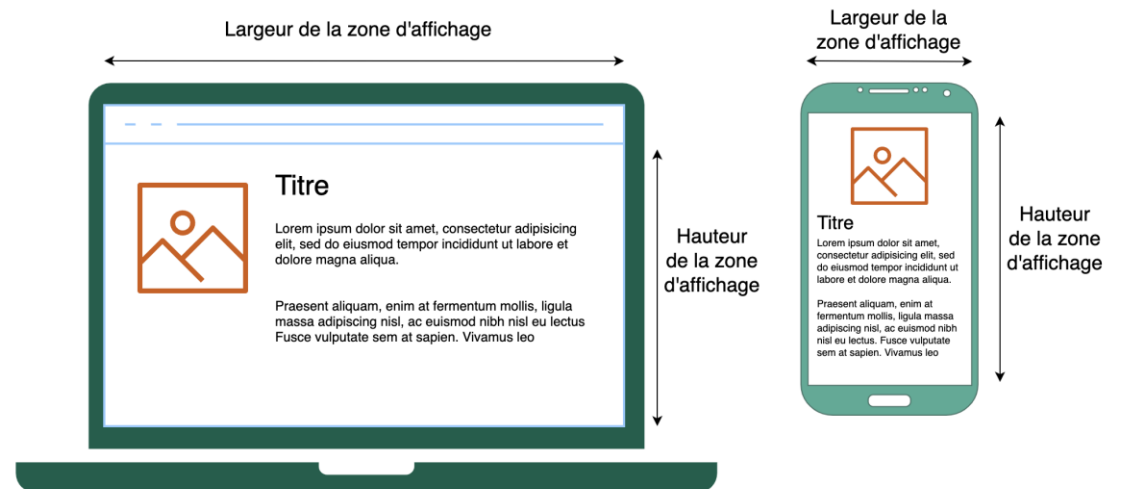 Largeur de la zone d'affichage
Titre
Lorem ipsum dolor sit amet, consectetur adipisicing
elit, sed do eiusmod tempor incididunt ut labore et
dolore magna aliqua.
Praesent aliquam, enim at fermentum mollis, ligula
massa adipiscing nisl, ac euismod nibh nisl eu lectus
Fusce vulputate sem at sapien. Vivamus leo
Hauteur
de la zone
d'affichage
Largeur de la
zone d'affichage
Titre
Lorem ipsum dolor sit amet,
consectetur adipisicing elit, sed
do eiusmod tempor incididunt ut
labore et dolore magna aliqua.
Praesent aliquam, enim at
fermentum mollis, ligula massa
adipiscing nisl, ac euismod nibh
nisl eu lectus. Fusce vulputate
sem at sapien. Vivamus leo
Hauteur
de la zone
d'affichage